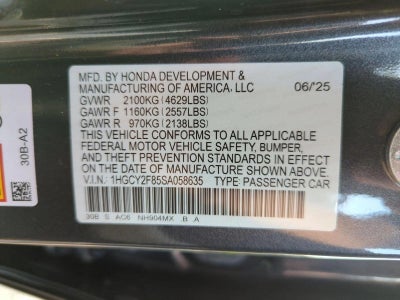 MFD. BY HONDA DEVELOPMENT &
MANUFACTURING OF AMERICA, LLC 06/'25
GVWR 2100KG (4629LBS)
GAWR F 1160KG (2557LBS)
GAWR R 970KG (2138LBS)
THIS VEHICLE CONFORMS TO ALL APPLICABLE
FEDERAL MOTOR VEHICLE SAFETY, BUMPER,
AND THEFT PREVENTION STANDARDS IN EFFECT
ON THE DATE OF MANUFACTURE SHOWN ABOVE.
V.I.N.: 1HGCY2F85SA058635 TYPE: PASSENGER CAR
30B S AC6 NH904MX B A
30B-A2